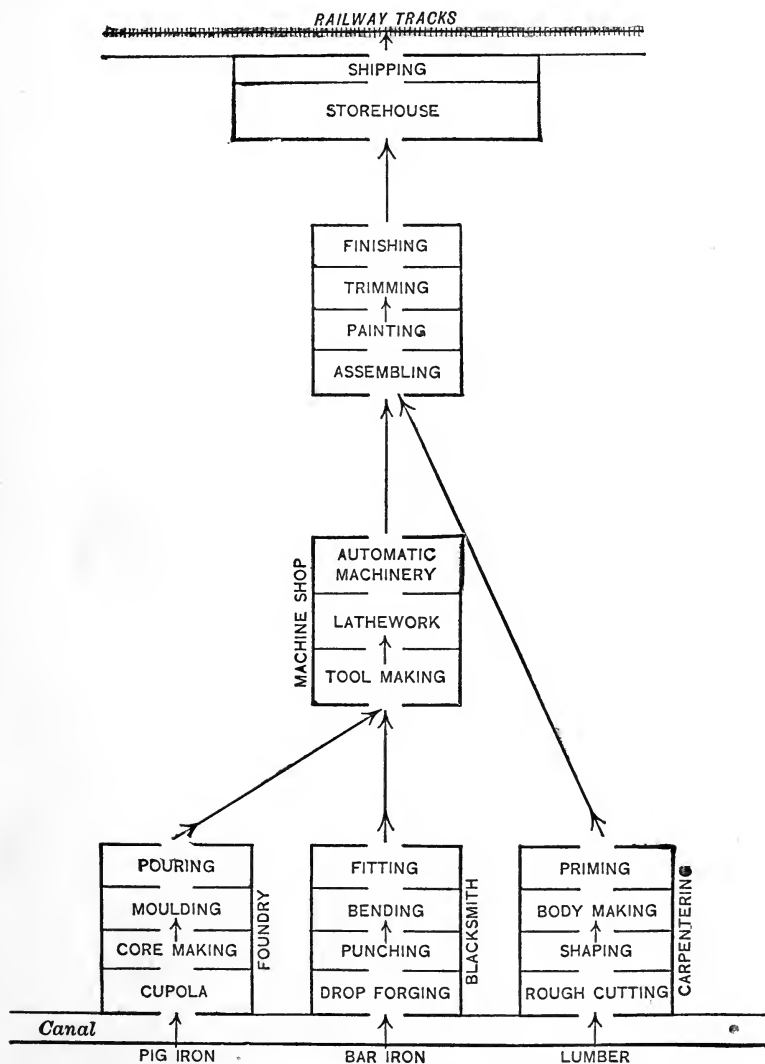 RAILWAY TRACKS
SHIPPING
STOREHOUSE
FINISHING
TRIMMING
PAINTING
ASSEMBLING
MACHINE SHOP
AUTOMATIC
MACHINERY
LATHEWORK
TOOL MAKING
POURING
MOULDING
CORE MAKING
CUPOLA
FOUNDRY
FITTING
BENDING
PUNCHING
DROP FORGING
BLACKSMITH
PRIMING
BODY MAKING
SHAPING
ROUGH CUTTING
CARPENTERING
Canal
PIG IRON
BAR IRON
LUMBER